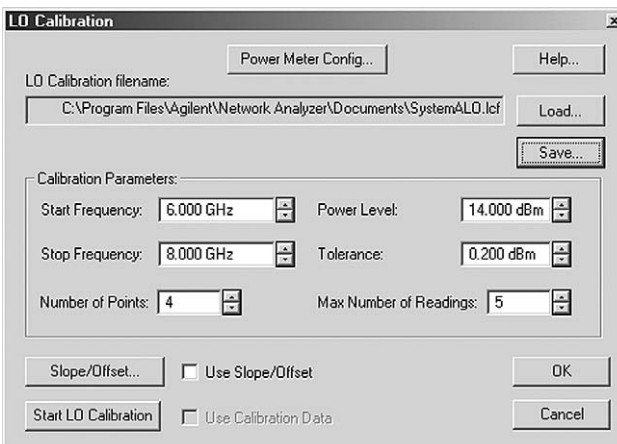 LO Calibration
Power Meter Config...
Help...
LO Calibration filename:
C:\Program Files\Agilent\Network Analyzer\Documents\SystemALO.lcf
Load...
Save...
Calibration Parameters:
Start Frequency: 6.000 GHz Power Level: 14.000 dBm
Stop Frequency: 8.000 GHz Tolerance: 0.200 dBm
Number of Points: 4 Max Number of Readings: 5
Slope/Offset... Use Slope/Offset OK
Start LO Calibration Use Calibration Data Cancel